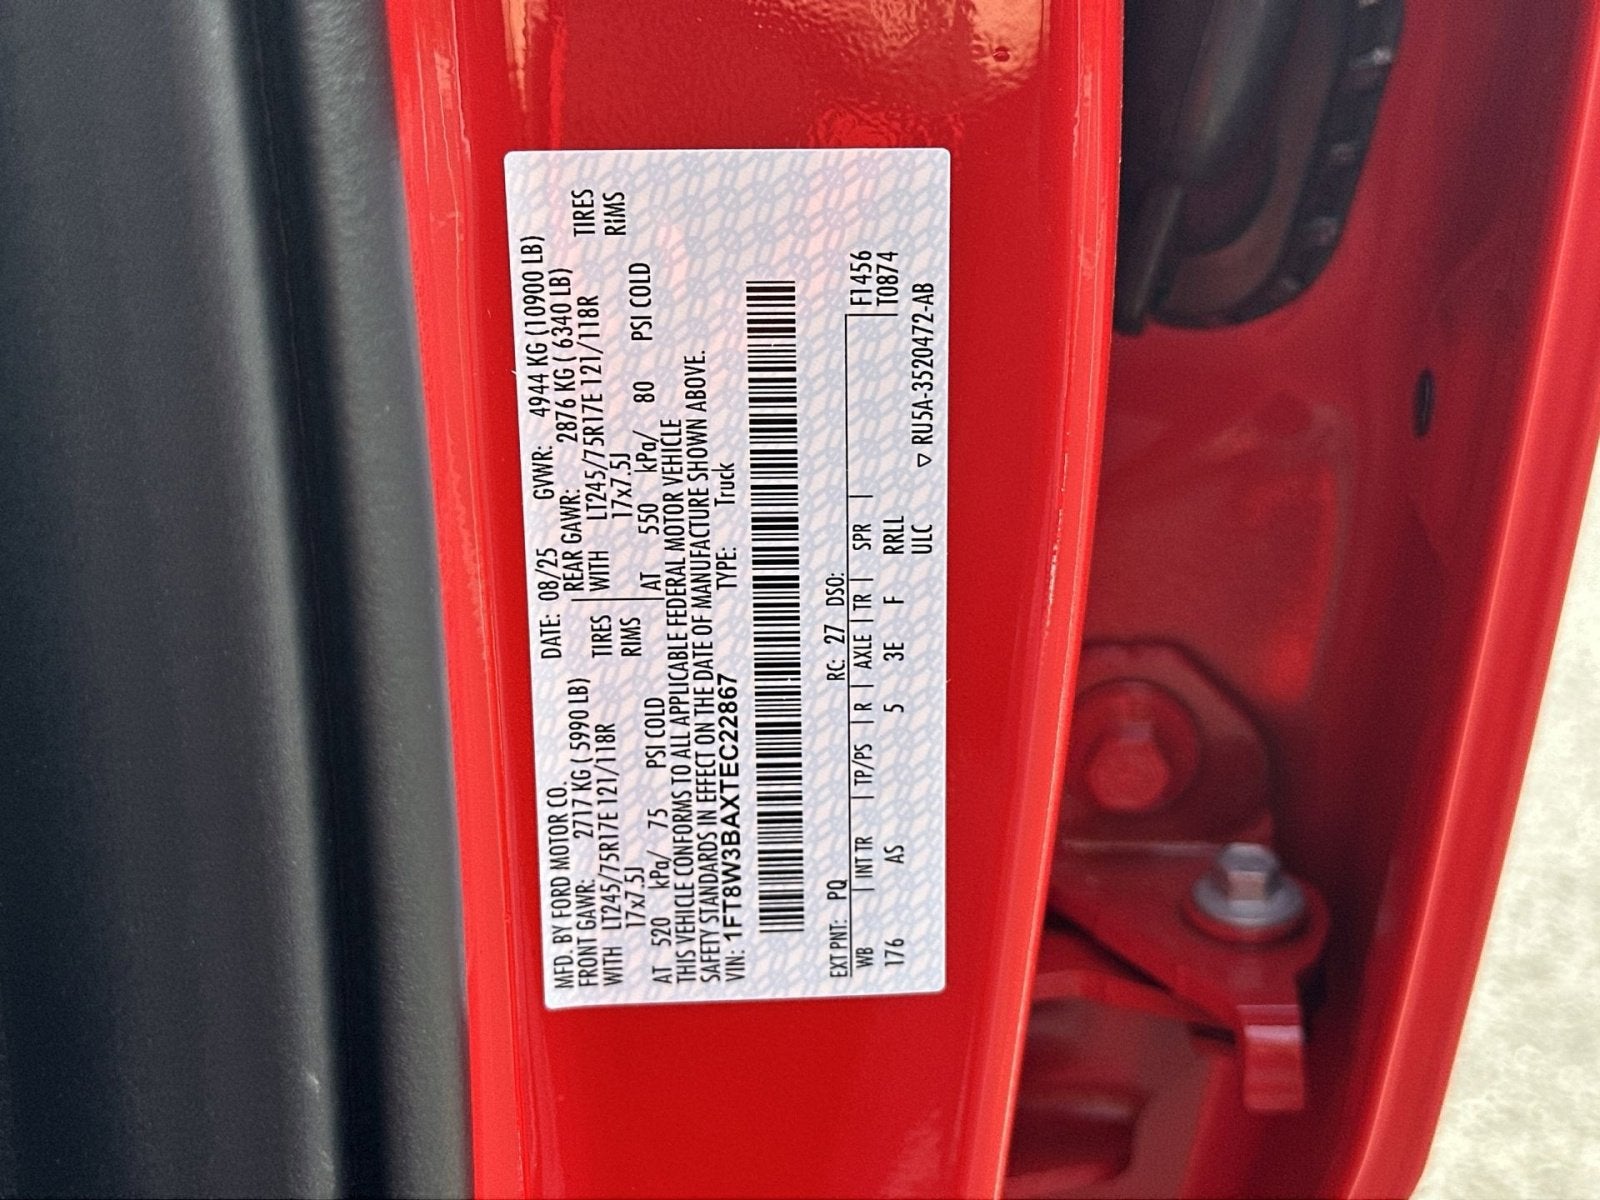 MFD. BY FORD MOTOR CO. DATE: 08/25 GVWR: 4944 KG (10900 LB)
FRONT GAWR: 2717 KG ( 5990 LB) REAR GAWR: 2876 KG ( 6340 LB)
WITH LT245/75R17E 121/118R TIRES WITH LT245/75R17E 121/118R TIRES
17x7.5J RIMS 17x7.5J RiMS
AT 520 kPa/ 75 PSI COLD AT 550 kPa/ 80 PSI COLD
THIS VEHICLE CONFORMS TO ALL APPLICABLE FEDERAL MOTOR VEHICLE
SAFETY STANDARDS IN EFFECT ON THE DATE OF MANUFACTURE SHOWN ABOVE.
VIN: 1FT8W3BAXTEC22867 TYPE: Truck
EXT PNT: PQ RC: 27 DSO: F1456
WB | INT TR | TP/PS | R | AXLE | TR | SPR | T0874
176 AS 5 3E F RRLL
ULC ▽ RU5A-3520472-AB